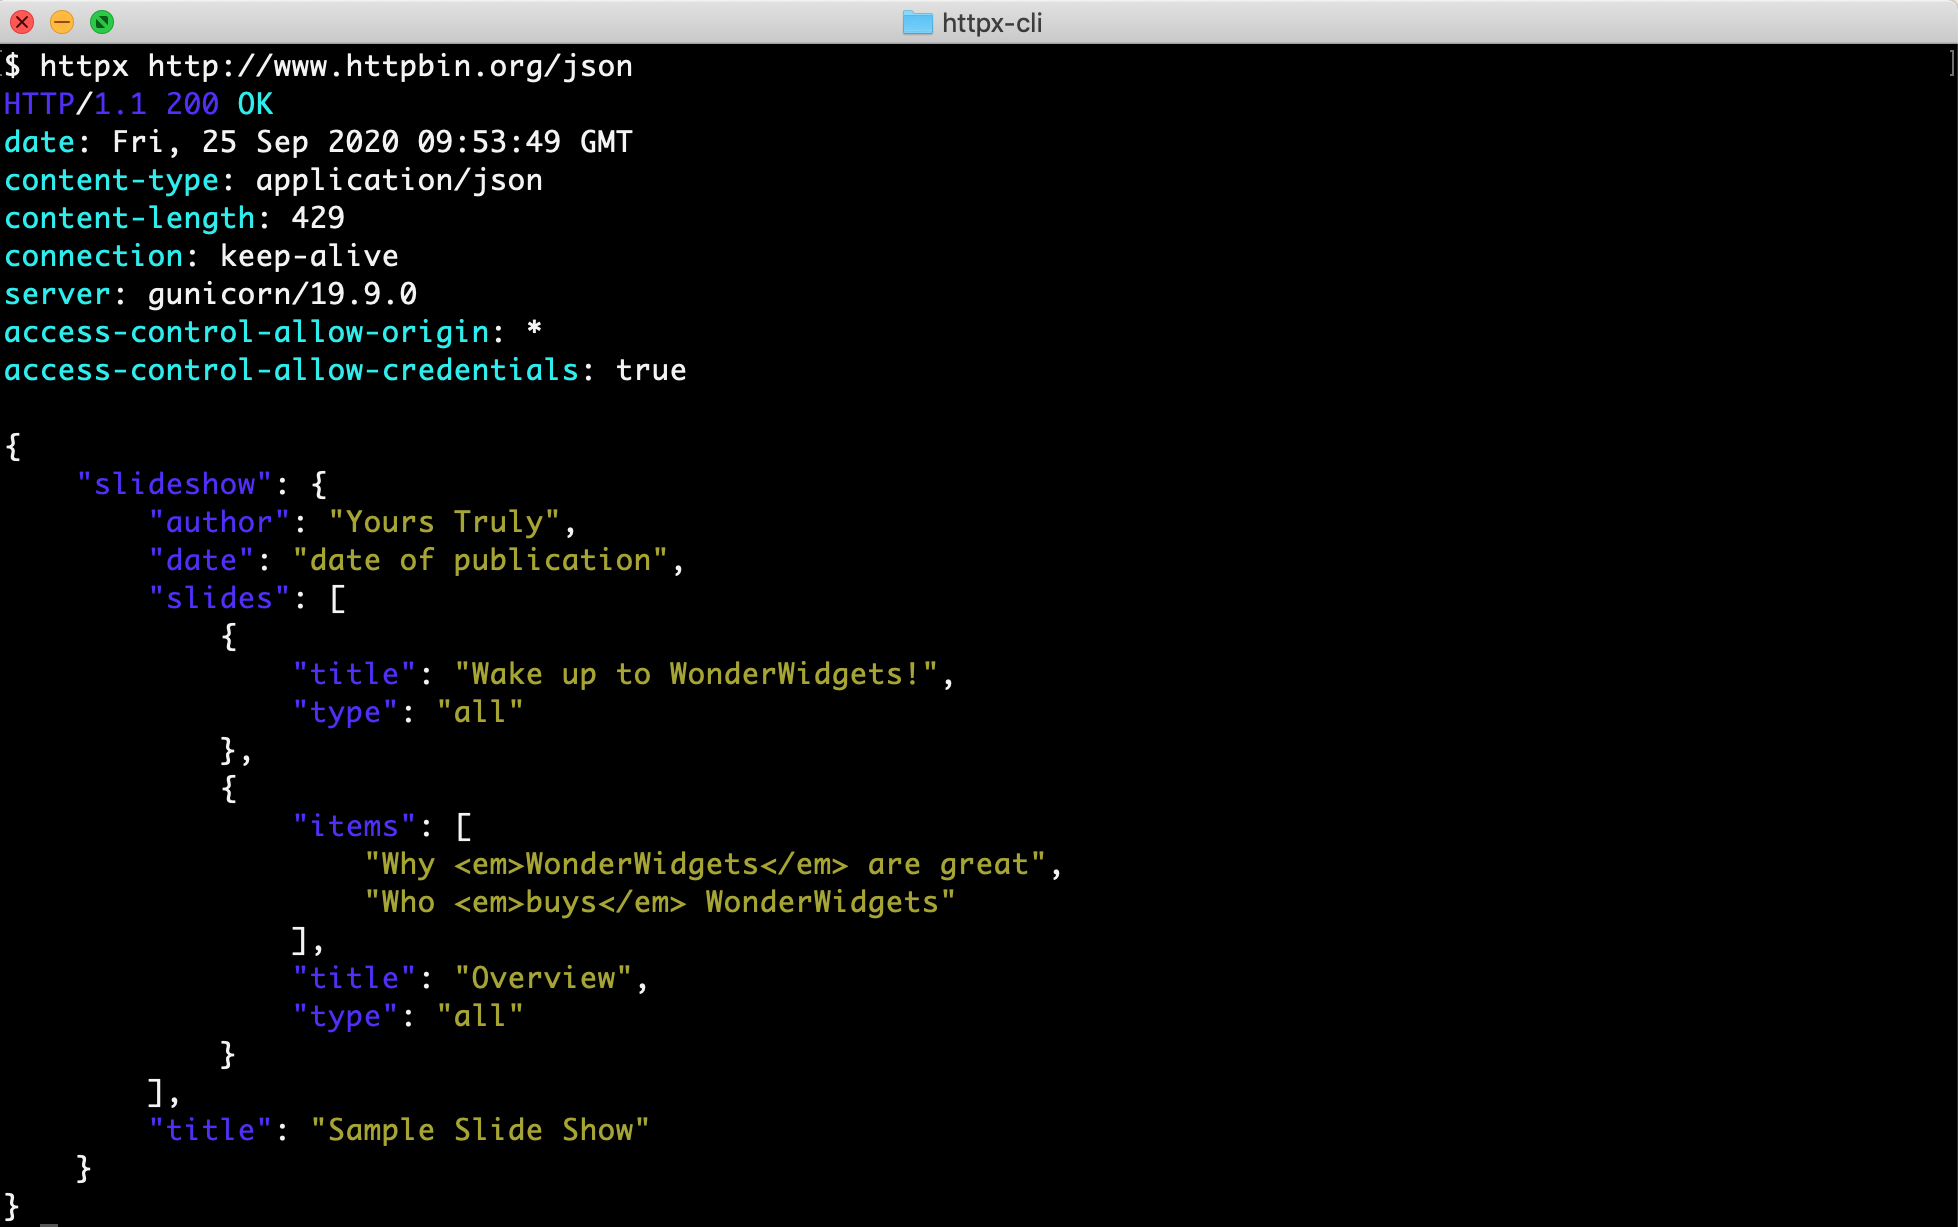 httpx-cli
$ httpx http://www.httpbin.org/json
HTTP/1.1 200 OK
date: Fri, 25 Sep 2020 09:53:49 GMT
content-type: application/json
content-length: 429
connection: keep-alive
server: gunicorn/19.9.0
access-control-allow-origin: *
access-control-allow-credentials: true

{
    "slideshow": {
        "author": "Yours Truly",
        "date": "date of publication",
        "slides": [
            {
                "title": "Wake up to WonderWidgets!",
                "type": "all"
            },
            {
                "items": [
                    "Why <em>WonderWidgets</em> are great",
                    "Who <em>buys</em> WonderWidgets"
                ],
                "title": "Overview",
                "type": "all"
            }
        ],
        "title": "Sample Slide Show"
    }
}